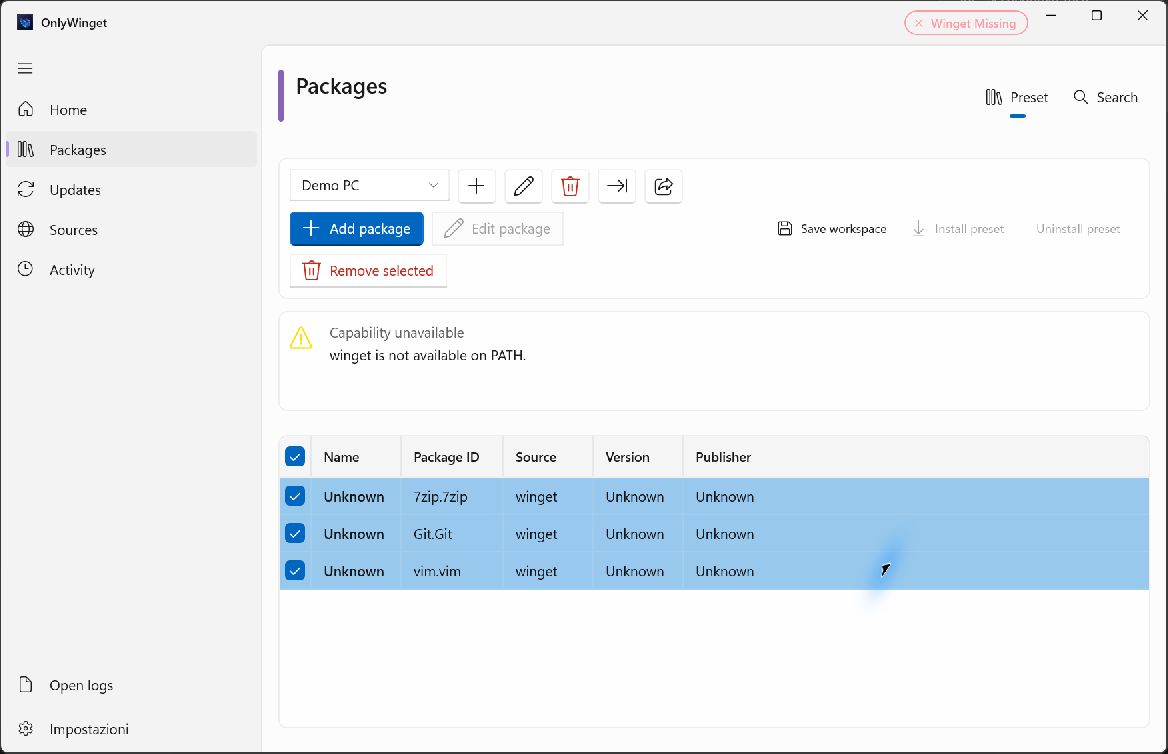 OnlyWinget
Winget Missing
Home
Packages
Updates
Sources
Activity
Open logs
Impostazioni
Packages
Preset
Search
Demo PC
Add package
Edit package
Save workspace
Install preset
Uninstall preset
Remove selected
Capability unavailable
winget is not available on PATH.
Name Package ID Source Version Publisher
Unknown 7zip.7zip winget Unknown Unknown
Unknown Git.Git winget Unknown Unknown
Unknown vim.vim winget Unknown Unknown